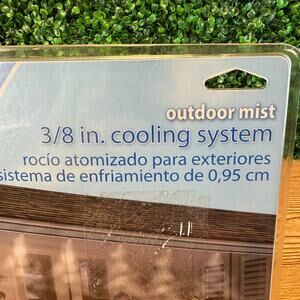 outdoor mist
3/8 in. cooling system
rocío atomizado para exteriores
sistema de enfriamiento de 0,95 cm